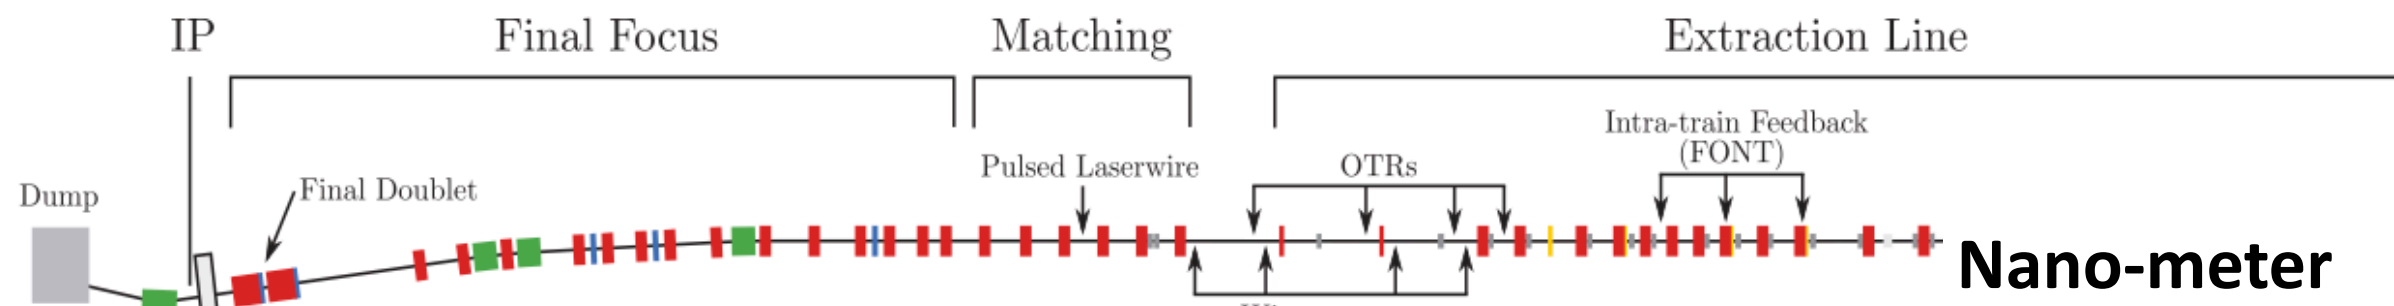 IP
Final Focus
Matching
Extraction Line
Intra-train Feedback
(FONT)
Pulsed Laserwire
OTRs
Dump
Final Doublet
Nano-meter